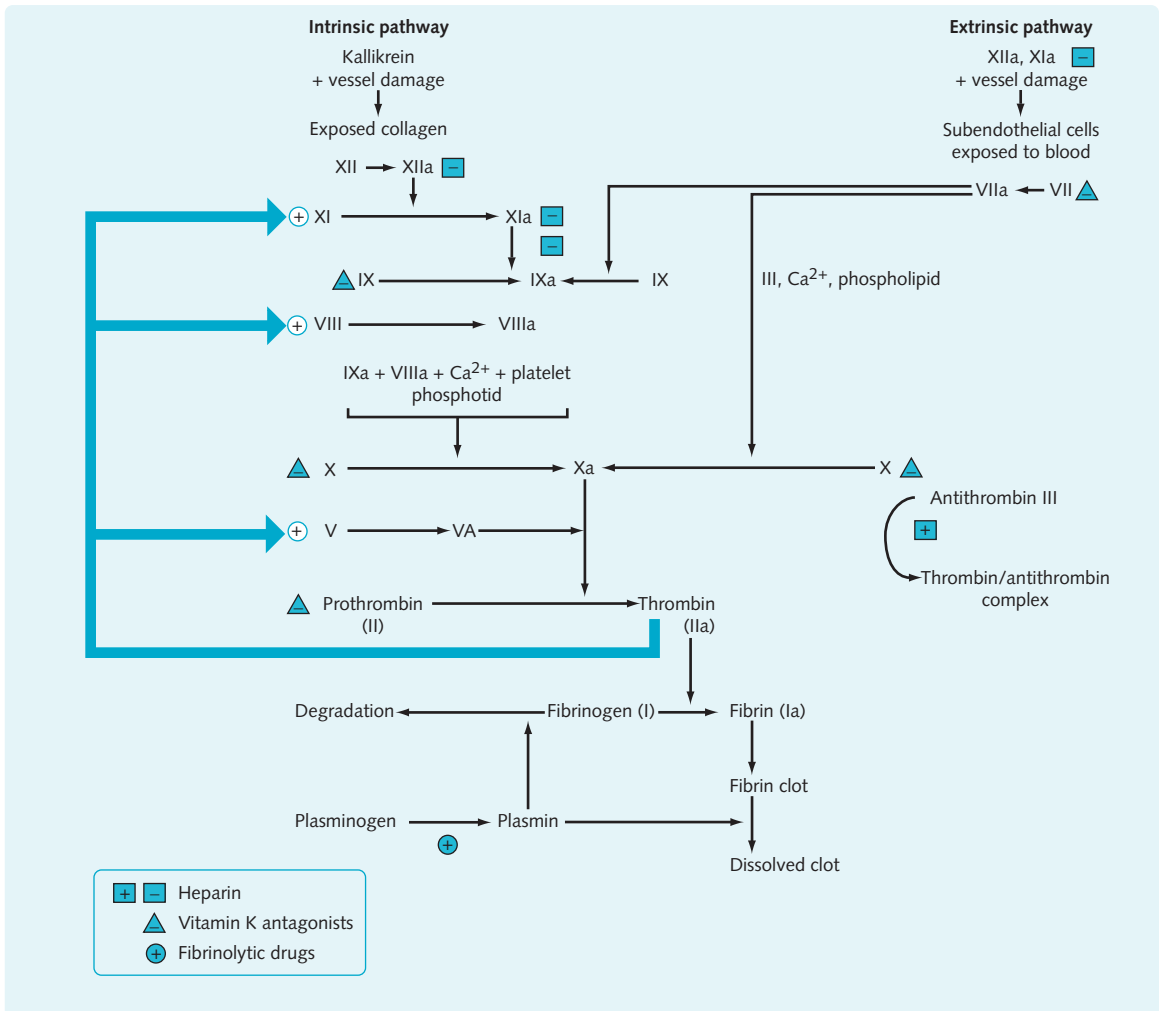 Intrinsic pathway
Kallikrein
+ vessel damage
Exposed collagen
XII
XIIa
−
+
XI
XIa
−
−
−
IX
IXa
IX
+
VIII
VIIIa
IXa + VIIIa + Ca2+ + platelet
phosphotid
Extrinsic pathway
XIIa, XIa
−
+ vessel damage
Subendothelial cells
exposed to blood
VIIa
VII
−
III, Ca2+, phospholipid
−
X
Xa
X
−
+
V
VA
Antithrombin III
+
Thrombin/antithrombin
complex
−
Prothrombin
(II)
Thrombin
(IIa)
Degradation
Fibrinogen (I)
Fibrin (Ia)
Fibrin clot
Plasminogen
+
Plasmin
Dissolved clot
+ − Heparin
− Vitamin K antagonists
+ Fibrinolytic drugs